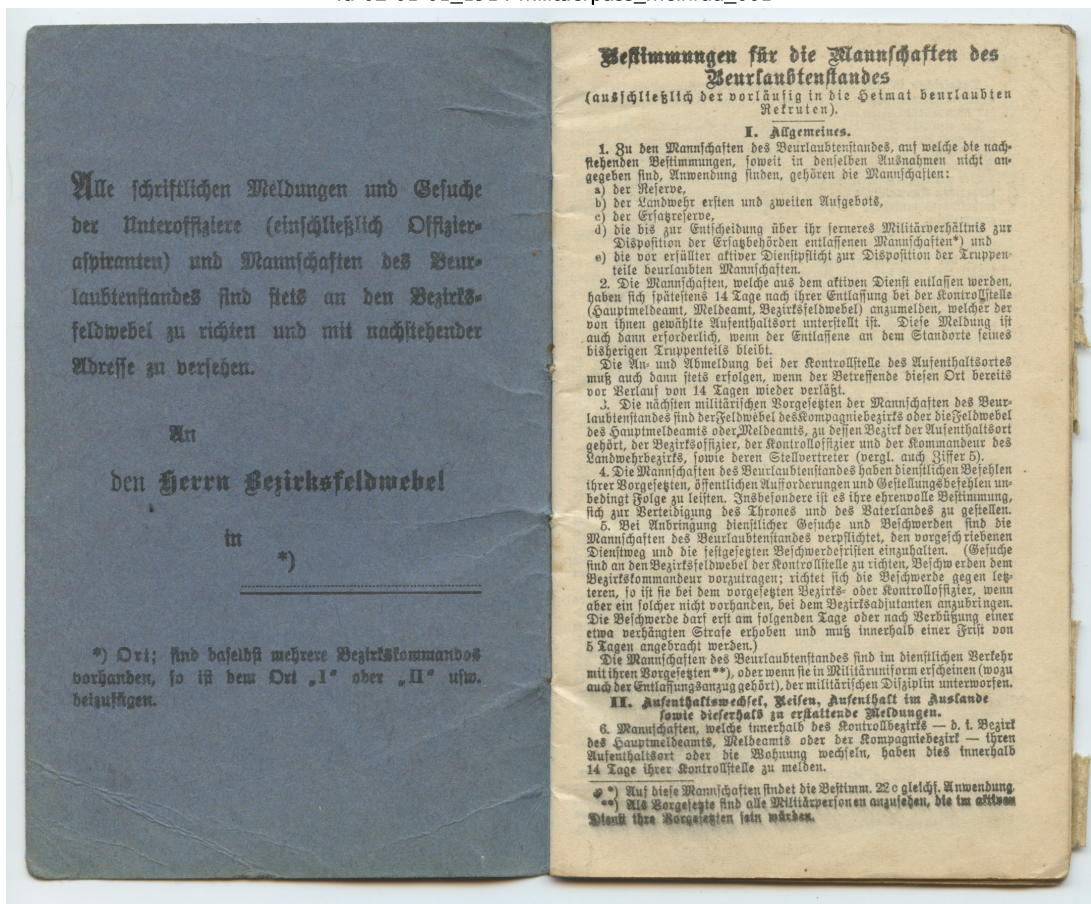 Alle schriftlichen Meldungen und Gesuche
der Unteroffiziere (einschließlich Offizier-
aspiranten) und Mannschaften des Beur-
laubtenstandes sind stets an den Bezirks-
feldwebel zu richten und mit nachstehender
Adresse zu versehen.
An
den Herrn Bezirksfeldwebel
in
*)
*) Ort; sind daselbst mehrere Bezirkskommandos
vorhanden, so ist dem Ort „I“ oder „II“ usw.
beizufügen.
Bestimmungen für die Mannschaften des
Beurlaubtenstandes
(ausschließlich der vorläufig in die Heimat beurlaubten
Rekruten).
I. Allgemeines.
1. Zu den Mannschaften des Beurlaubtenstandes, auf welche die nach-
stehenden Bestimmungen, soweit in denselben Ausnahmen nicht an-
gegeben sind, Anwendung finden, gehören die Mannschaften:
a) der Reserve,
b) der Landwehr ersten und zweiten Aufgebots,
c) der Ersatzreserve,
d) die bis zur Entscheidung über ihr ferneres Militärverhältnis zur
Disposition der Ersatzbehörden entlassenen Mannschaften*) und
e) die vor erfüllter aktiver Dienstpflicht zur Disposition der Truppen-
teile beurlaubten Mannschaften.
2. Die Mannschaften, welche aus dem aktiven Dienst entlassen werden,
haben sich spätestens 14 Tage nach ihrer Entlassung bei der Kontrollstelle
(Hauptmeldeamt, Meldeamt, Bezirksfeldwebel) anzumelden, welcher der
von ihnen gewählte Aufenthaltsort unterstellt ist. Diese Meldung ist
auch dann erforderlich, wenn der Entlassene an dem Standorte seines
bisherigen Truppenteils bleibt.
Die An- und Abmeldung bei der Kontrollstelle des Aufenthaltsortes
muß auch dann stets erfolgen, wenn der Betreffende diesen Ort bereits
vor Verlauf von 14 Tagen wieder verläßt.
3. Die nächsten militärischen Vorgesetzten der Mannschaften des Beur-
laubtenstandes sind der Feldwebel des Kompagniebezirks oder die Feldwebel
des Hauptmeldeamts oder Meldeamts, zu dessen Bezirk der Aufenthaltsort
gehört, der Bezirksoffizier, der Kontrolloffizier und der Kommandeur des
Landwehrbezirks, sowie deren Stellvertreter (vergl. auch Ziffer 5).
4. Die Mannschaften des Beurlaubtenstandes haben dienstlichen Befehlen
ihrer Vorgesetzten, öffentlichen Aufforderungen und Gestellungsbefehlen un-
bedingt Folge zu leisten. Insbesondere ist es ihre ehrenvolle Bestimmung,
sich zur Verteidigung des Thrones und des Vaterlandes zu gestellen.
5. Bei Anbringung dienstlicher Gesuche und Beschwerden sind die
Mannschaften des Beurlaubtenstandes verpflichtet, den vorgeschriebenen
Dienstweg und die festgesetzten Beschwerdefristen einzuhalten. (Gesuche
sind an den Bezirksfeldwebel der Kontrollstelle zu richten, Beschwerden dem
Bezirkskommandeur vorzutragen; richtet sich die Beschwerde gegen letz-
teren, so ist sie bei dem vorgesetzten Bezirks- oder Kontrolloffizier, wenn
aber ein solcher nicht vorhanden, bei dem Bezirksadjutanten anzubringen.
Die Beschwerde darf erst am folgenden Tage oder nach Verbüßung einer
etwa verhängten Strafe erhoben und muß innerhalb einer Frist von
5 Tagen angebracht werden.)
Die Mannschaften des Beurlaubtenstandes sind im dienstlichen Verkehr
mit ihren Vorgesetzten **), oder wenn sie in Militäruniform erscheinen (wozu
auch der Entlassungsanzug gehört), der militärischen Disziplin unterworfen.
II. Aufenthaltswechsel, Reisen, Aufenthalt im Auslande
sowie dieserhalb zu erstattende Meldungen.
6. Mannschaften, welche innerhalb des Kontrollbezirks — d. i. Bezirk
des Hauptmeldeamts, Meldeamts oder der Kompagniebezirk — ihren
Aufenthaltsort oder die Wohnung wechseln, haben dies innerhalb
14 Tage ihrer Kontrollstelle zu melden.
*) Auf diese Mannschaften findet die Bestimm. 22 c gleichf. Anwendung.
**) Als Vorgesetzte sind alle Militärpersonen anzusehen, die im aktiven
Dienst ihre Vorgesetzten sein würden.